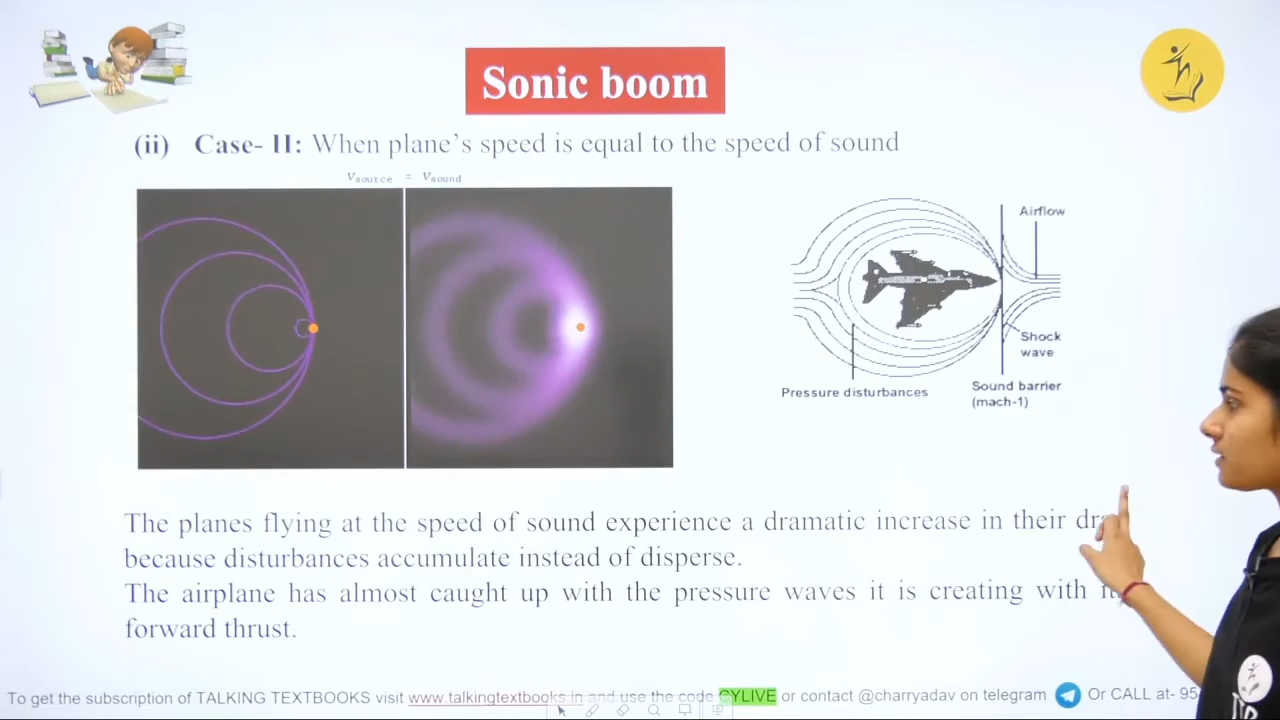 Sonic boom
(ii) Case- II: When plane's speed is equal to the speed of sound
Vsource = Vsound
Airflow
Shock
wave
Pressure disturbances
Sound barrier
(mach-1)
The planes flying at the speed of sound experience a dramatic increase in their
because disturbances accumulate instead of disperse.
The airplane has almost caught up with the pressure waves it is creating with
forward thrust.
To get the subscription of TALKING TEXTBOOKS visit www.talkingtextbooks.in and use the code CYLIVE or contact @charryadav on telegram Or CALL at- 95